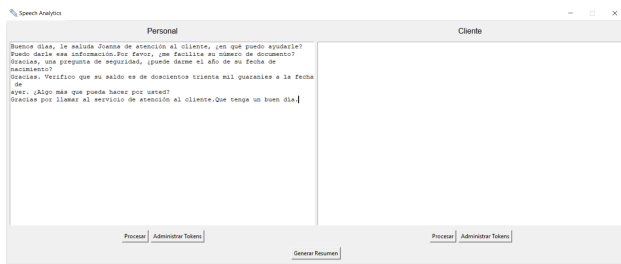 Speech Analytics
Personal
Cliente
Buenos días, le saluda Joanna de atención al cliente, ¿en qué puedo ayudarle?
Puedo darle esa información.Por favor, ¿me facilita su número de documento?
Gracias, una pregunta de seguridad, ¿puede darme el año de su fecha de
nacimiento?
Gracias. Verifico que su saldo es de doscientos trienta mil guaraníes a la fecha
de
ayer. ¿Algo más que pueda hacer por usted?
Gracias por llamar al servicio de atención al cliente.Que tenga un buen día.
Procesar Administrar Tokens
Procesar Administrar Tokens
Generar Resumen